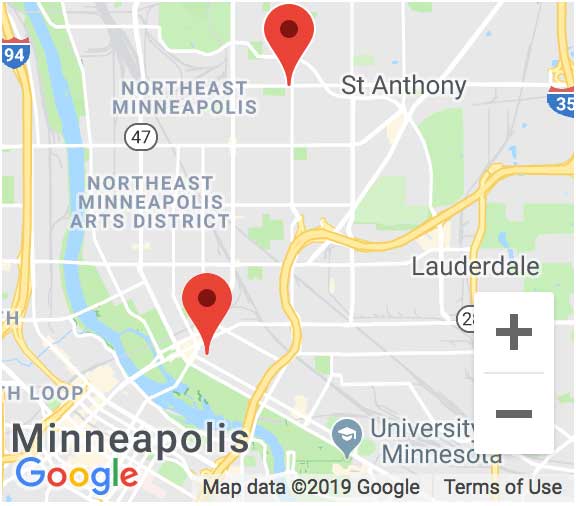 94
NORTHEAST
MINNEAPOLIS
St Anthony
35
47
NORTHEAST
MINNEAPOLIS
ARTS DISTRICT
Lauderdale
28
TH
TH LOOP
Minneapolis
University
Minnesota
Google
Map data ©2019 Google
Terms of Use